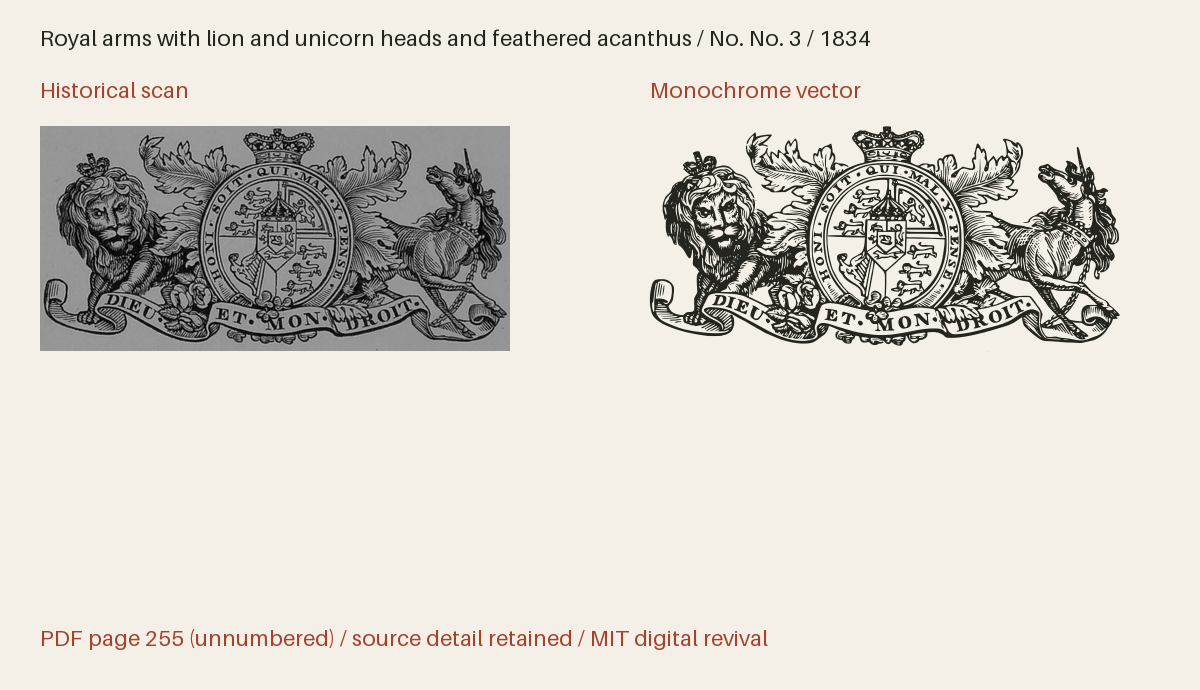 Royal arms with lion and unicorn heads and feathered acanthus / No. No. 3 / 1834
Historical scan
Monochrome vector
HONI · SOIT · QUI · MAL · Y · PENSE
DIEU · ET · MON · DROIT ·
HONI · SOIT · QUI · MAL · Y · PENSE
DIEU · ET · MON · DROIT ·
PDF page 255 (unnumbered) / source detail retained / MIT digital revival